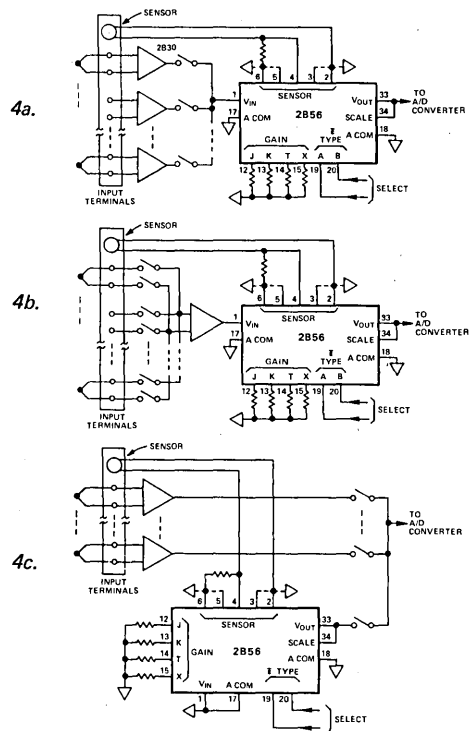 4a.
SENSOR
2B30
6 5 4 3 2
SENSOR
1
VIN
17
A COM
2B56
VOUT
33
SCALE
34
A COM
18
TO
A/D
CONVERTER
GAIN
Ī TYPE
J K T X A B
12 13 14 15 19 20
SELECT
INPUT
TERMINALS
4b.
SENSOR
6 5 4 3 2
SENSOR
1
VIN
17
A COM
2B56
VOUT
33
SCALE
34
A COM
18
TO
A/D
CONVERTER
GAIN
Ī TYPE
J K T X A B
12 13 14 15 19 20
SELECT
INPUT
TERMINALS
4c.
SENSOR
TO
A/D
CONVERTER
INPUT
TERMINALS
6 5 4 3 2
SENSOR
12 J
13 K
14 T
15 X
GAIN
2B56
VOUT 33
SCALE 34
A COM 18
VIN A COM
Ī TYPE
1 17 19 20
SELECT